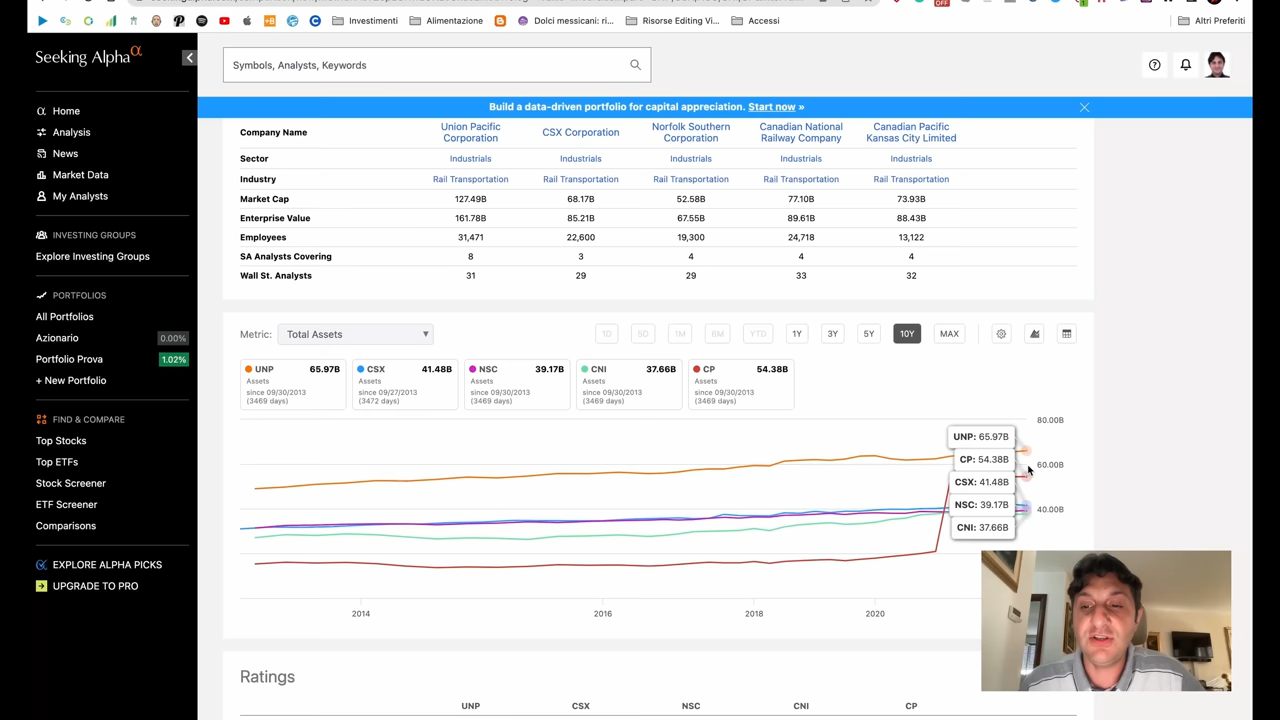 Investimenti
Alimentazione
Dolci messicani: ri...
Risorse Editing Vi...
Accessi
Altri Preferiti
Seeking Alpha α
Symbols, Analysts, Keywords
Build a data-driven portfolio for capital appreciation. Start now »
Home
Analysis
News
Market Data
My Analysts
INVESTING GROUPS
Explore Investing Groups
PORTFOLIOS
All Portfolios
Azionario 0.00%
Portfolio Prova 1.02%
+ New Portfolio
FIND & COMPARE
Top Stocks
Top ETFs
Stock Screener
ETF Screener
Comparisons
EXPLORE ALPHA PICKS
UPGRADE TO PRO
Company Name Union Pacific Corporation CSX Corporation Norfolk Southern Corporation Canadian National Railway Company Canadian Pacific Kansas City Limited
Sector Industrials Industrials Industrials Industrials Industrials
Industry Rail Transportation Rail Transportation Rail Transportation Rail Transportation Rail Transportation
Market Cap 127.49B 68.17B 52.58B 77.10B 73.93B
Enterprise Value 161.78B 85.21B 67.55B 89.61B 88.43B
Employees 31,471 22,600 19,300 24,718 13,122
SA Analysts Covering 8 3 4 4 4
Wall St. Analysts 31 29 29 33 32
Metric: Total Assets 1D 5D 1M 6M YTD 1Y 3Y 5Y 10Y MAX
UNP 65.97B
Assets
since 09/30/2013
(3469 days)
CSX 41.48B
Assets
since 09/27/2013
(3472 days)
NSC 39.17B
Assets
since 09/30/2013
(3469 days)
CNI 37.66B
Assets
since 09/30/2013
(3469 days)
CP 54.38B
Assets
since 09/30/2013
(3469 days)
80.00B
UNP: 65.97B
CP: 54.38B
60.00B
CSX: 41.48B
NSC: 39.17B
40.00B
CNI: 37.66B
2014 2016 2018 2020
Ratings
UNP CSX NSC CNI CP